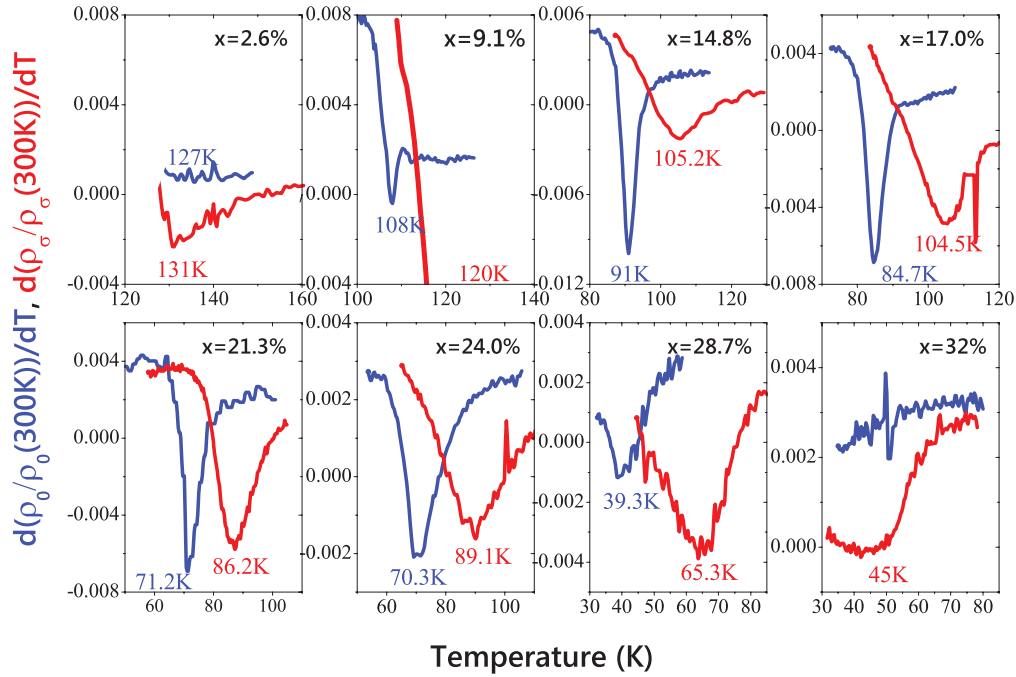 d(ρ0/ρ0(300K))/dT, d(ρσ/ρσ(300K))/dT
x=2.6%
0.008
0.004
0.000
-0.004
120 140 160
127K
131K
x=9.1%
0.008
0.004
0.000
-0.004
100 120 140
108K
120K
x=14.8%
0.006
0.000
-0.006
-0.012
80 100 120
91K
105.2K
x=17.0%
0.004
0.000
-0.004
-0.008
80 100 120
84.7K
104.5K
x=21.3%
0.004
0.000
-0.004
-0.008
60 80 100
71.2K
86.2K
x=24.0%
0.004
0.002
0.000
-0.002
60 80 100
70.3K
89.1K
x=28.7%
0.004
0.002
0.000
-0.002
-0.004
30 40 50 60 70 80
39.3K
65.3K
x=32%
0.004
0.002
0.000
30 40 50 60 70 80
45K
Temperature (K)